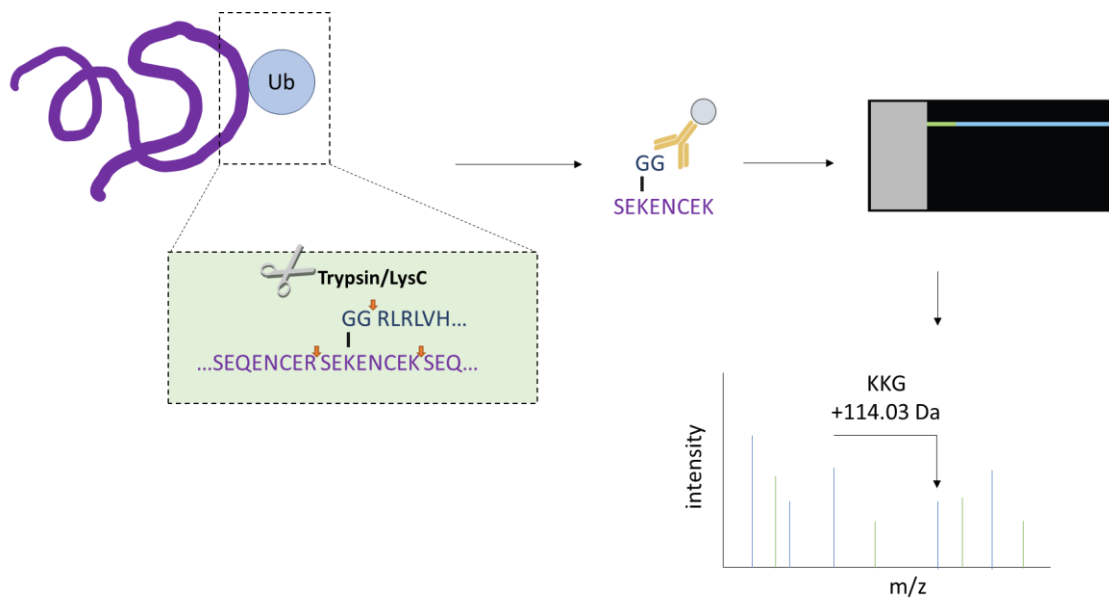 Ub
Trypsin/LysC
GG RLRLVH...
...SEQENCER SEKENCEK SEQ...
GG
SEKENCEK
KKG
+114.03 Da
intensity
m/z